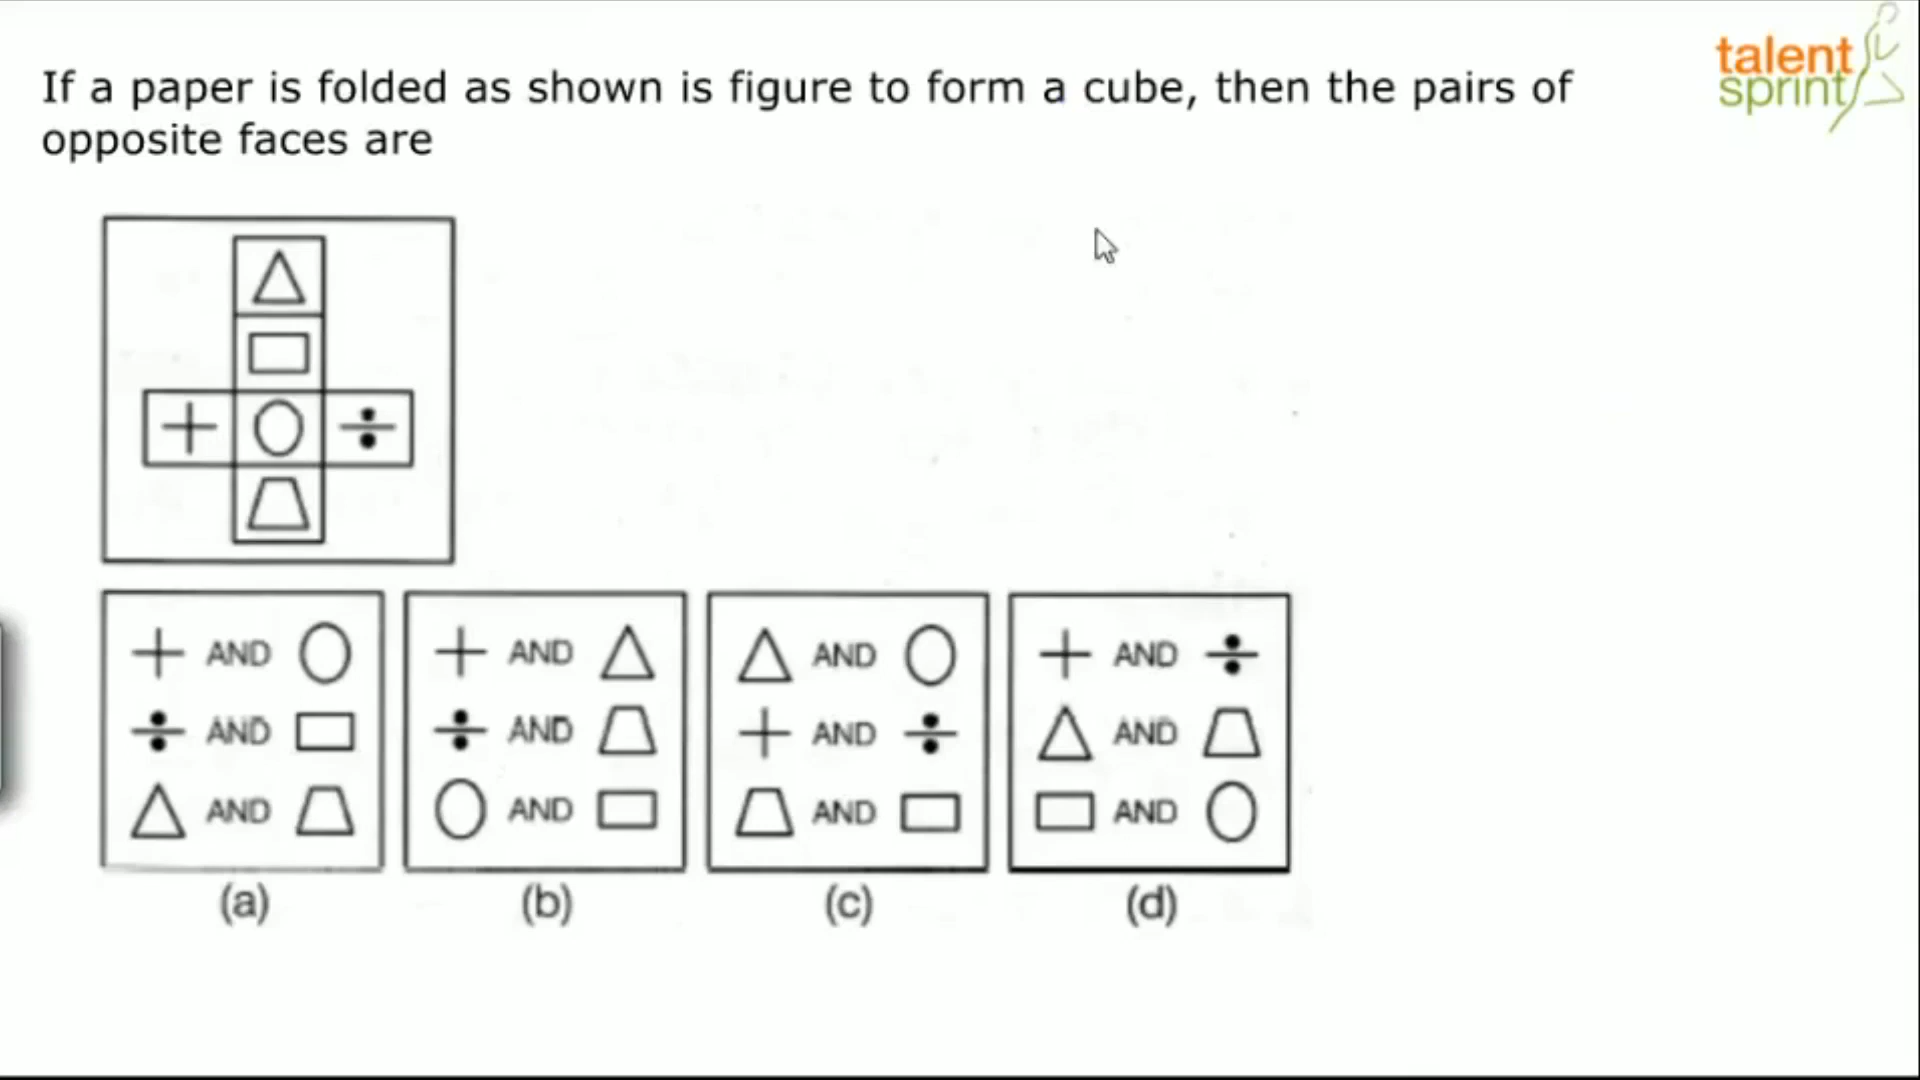 talent
sprint
If a paper is folded as shown is figure to form a cube, then the pairs of
opposite faces are
+ ÷
+ AND
÷ AND
AND
(a)
+ AND
÷ AND
AND
(b)
AND
+ AND ÷
AND
(c)
+ AND ÷
AND
AND
(d)